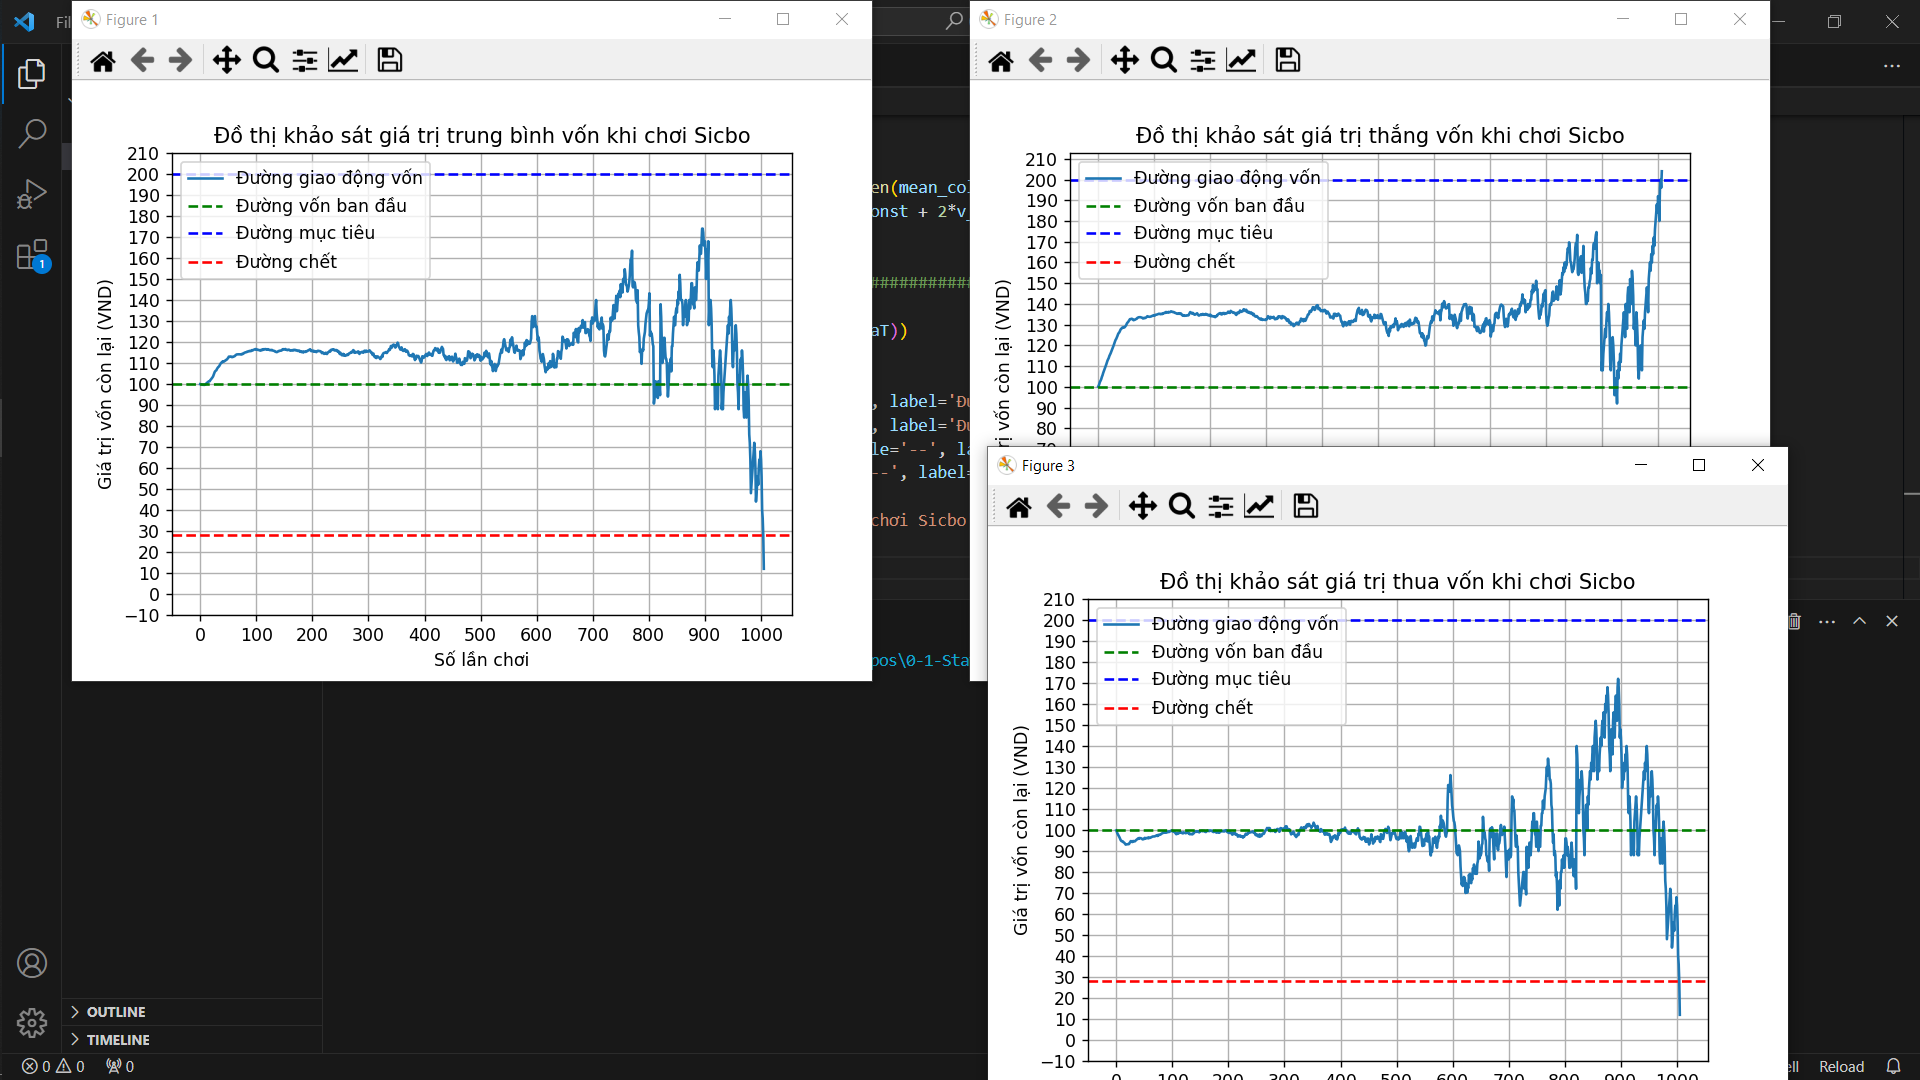 Fil
Figure 1
Đồ thị khảo sát giá trị trung bình vốn khi chơi Sicbo
210
200
190
180
170
160
150
140
130
120
110
100
90
80
70
60
50
40
30
20
10
0
−10
Giá trị vốn còn lại (VND)
Đường giao động vốn
Đường vốn ban đầu
Đường mục tiêu
Đường chết
0 100 200 300 400 500 600 700 800 900 1000
Số lần chơi
en(mean_col
onst + 2*v_
###########
aT))
, label='Đư
, label='Đư
le='--', la
--', label=
chơi Sicbo
pos\0-1-Sta
Figure 2
Đồ thị khảo sát giá trị thắng vốn khi chơi Sicbo
210
200
190
180
170
160
150
140
130
120
110
100
90
80
rị vốn còn lại (VND)
Đường giao động vốn
Đường vốn ban đầu
Đường mục tiêu
Đường chết
Figure 3
Đồ thị khảo sát giá trị thua vốn khi chơi Sicbo
210
200
190
180
170
160
150
140
130
120
110
100
90
80
70
60
50
40
30
20
10
0
−10
Giá trị vốn còn lại (VND)
Đường giao động vốn
Đường vốn ban đầu
Đường mục tiêu
Đường chết
0 100 200 300 400 500 600 700 800 900 1000
1
OUTLINE
TIMELINE
0 0 0
ell Reload